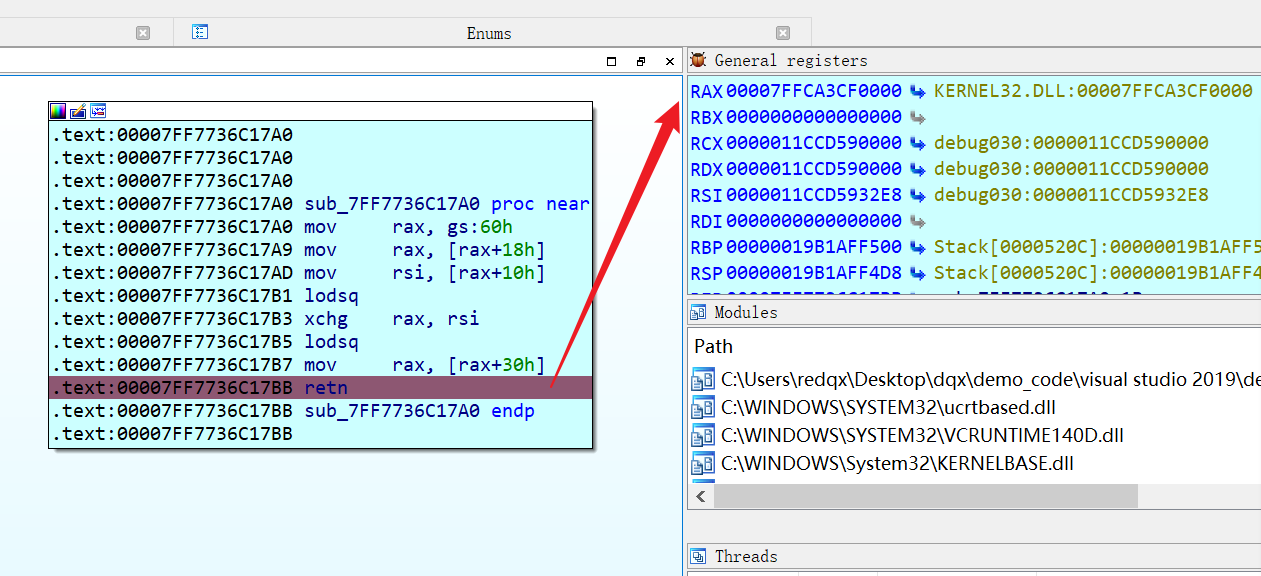 Enums
General registers
.text:00007FF7736C17A0
.text:00007FF7736C17A0
.text:00007FF7736C17A0
.text:00007FF7736C17A0 sub_7FF7736C17A0 proc near
.text:00007FF7736C17A0 mov rax, gs:60h
.text:00007FF7736C17A9 mov rax, [rax+18h]
.text:00007FF7736C17AD mov rsi, [rax+10h]
.text:00007FF7736C17B1 lodsq
.text:00007FF7736C17B3 xchg rax, rsi
.text:00007FF7736C17B5 lodsq
.text:00007FF7736C17B7 mov rax, [rax+30h]
.text:00007FF7736C17BB retn
.text:00007FF7736C17BB sub_7FF7736C17A0 endp
.text:00007FF7736C17BB
RAX 00007FFCA3CF0000 KERNEL32.DLL:00007FFCA3CF0000
RBX 0000000000000000
RCX 0000011CCD590000 debug030:0000011CCD590000
RDX 0000011CCD590000 debug030:0000011CCD590000
RSI 0000011CCD5932E8 debug030:0000011CCD5932E8
RDI 0000000000000000
RBP 00000019B1AFF500 Stack[0000520C]:00000019B1AFF5
RSP 00000019B1AFF4D8 Stack[0000520C]:00000019B1AFF4
Modules
Path
C:\Users\redqx\Desktop\dqx\demo_code\visual studio 2019\de
C:\WINDOWS\SYSTEM32\ucrtbased.dll
C:\WINDOWS\SYSTEM32\VCRUNTIME140D.dll
C:\WINDOWS\System32\KERNELBASE.dll
Threads